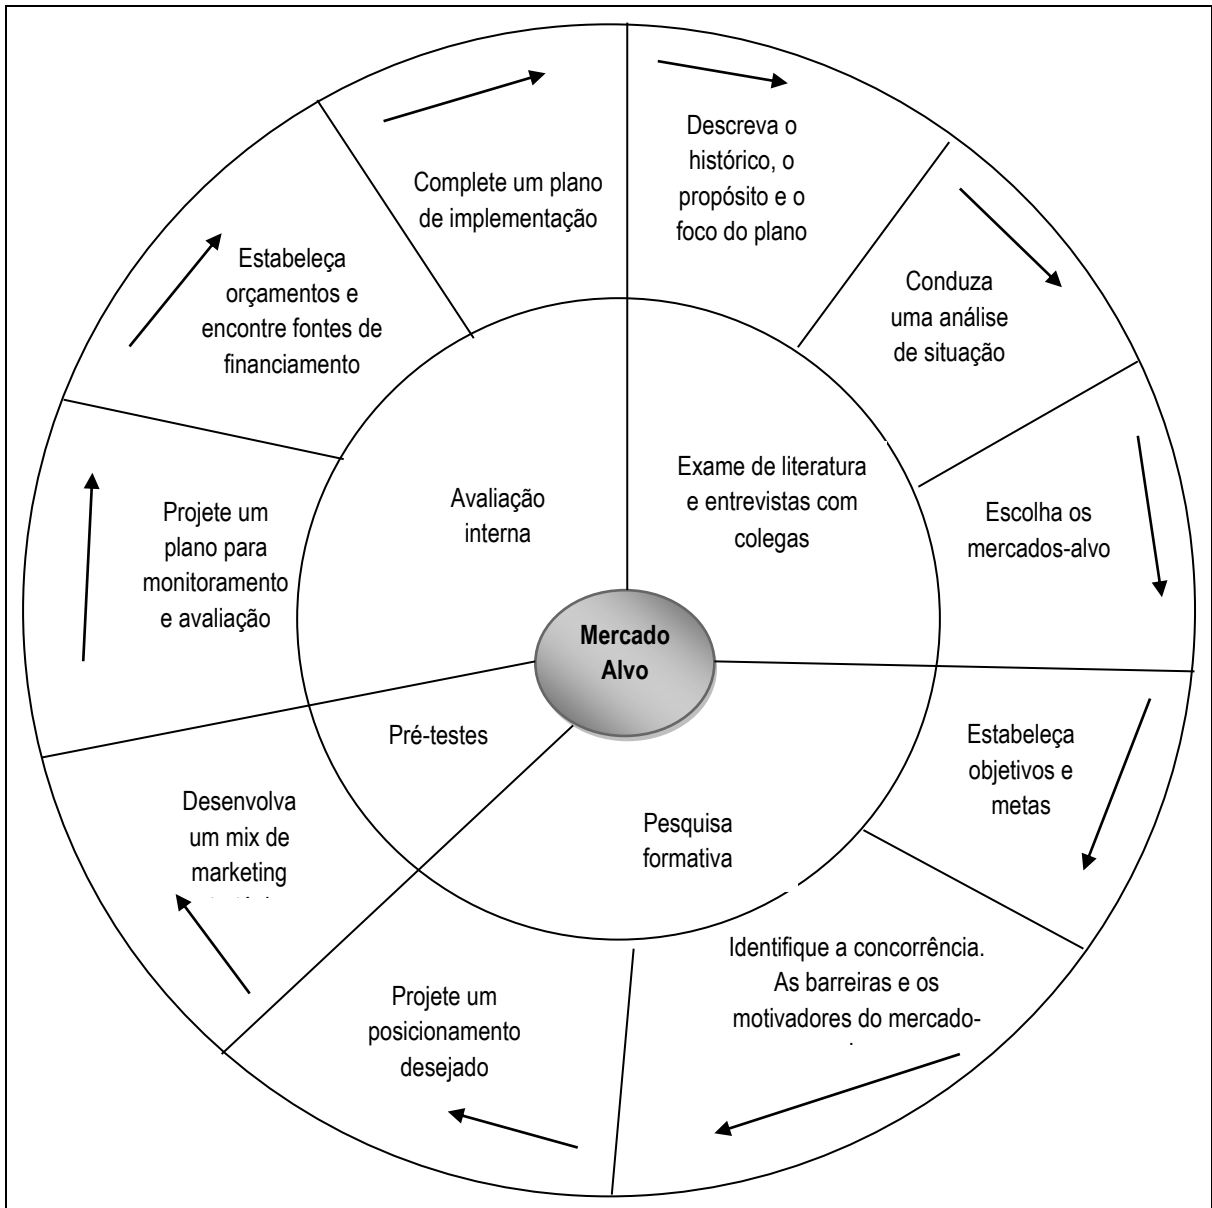 Descreva o
histórico, o
propósito e o
foco do plano
Conduza
uma análise
de situação
Escolha os
mercados-alvo
Estabeleça
objetivos e
metas
Identifique a concorrência.
As barreiras e os
motivadores do mercado-
Projete um
posicionamento
desejado
Desenvolva
um mix de
marketing
Projete um
plano para
monitoramento
e avaliação
Estabeleça
orçamentos e
encontre fontes de
financiamento
Complete um plano
de implementação
Exame de literatura
e entrevistas com
colegas
Pesquisa
formativa
Pré-testes
Avaliação
interna
Mercado
Alvo